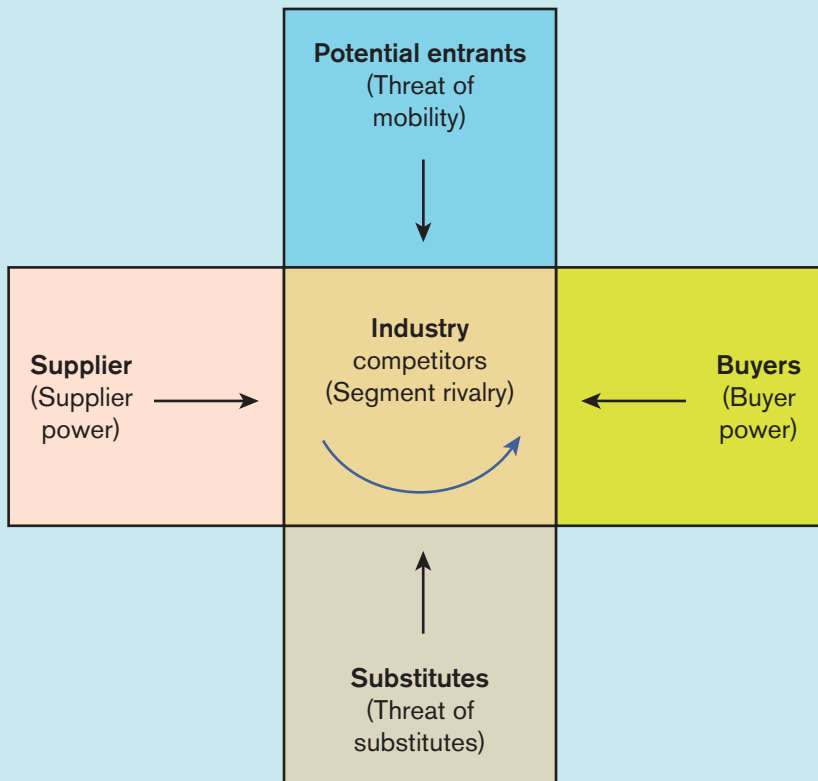 Potential entrants
(Threat of
mobility)
Supplier
(Supplier
power)
Industry
competitors
(Segment rivalry)
Buyers
(Buyer
power)
Substitutes
(Threat of
substitutes)